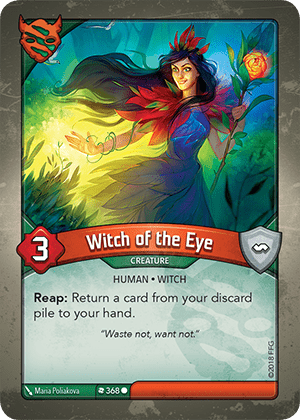 3
Witch of the Eye
CREATURE
HUMAN • WITCH
Reap: Return a card from your discard
pile to your hand.
“Waste not, want not.”
©2018 FFG
Maria Poliakova
368